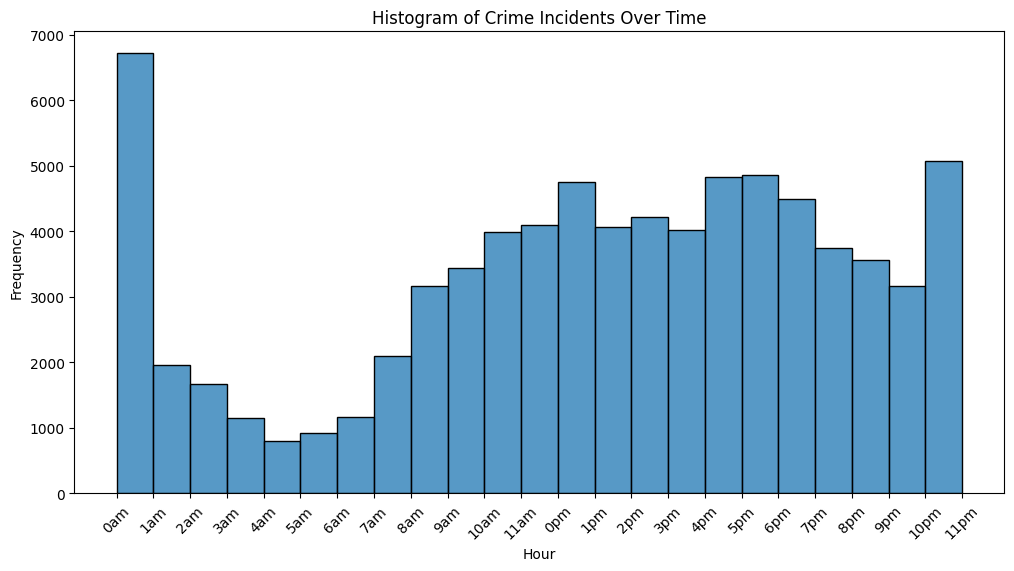 Histogram of Crime Incidents Over Time
7000
6000
5000
4000
3000
2000
1000
0
Frequency
0am
1am
2am
3am
4am
5am
6am
7am
8am
9am
10am
11am
0pm
1pm
2pm
3pm
4pm
5pm
6pm
7pm
8pm
9pm
10pm
11pm
Hour